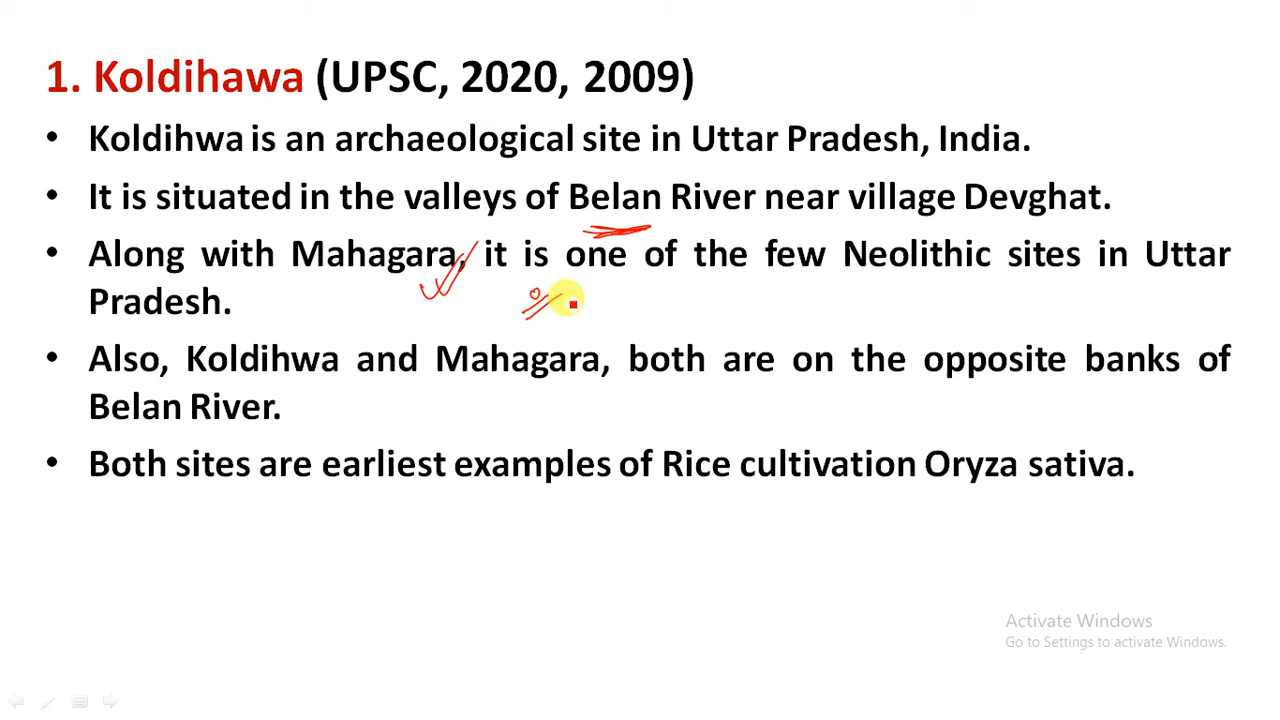 1. Koldihawa (UPSC, 2020, 2009)
• Koldihwa is an archaeological site in Uttar Pradesh, India.
• It is situated in the valleys of Belan River near village Devghat.
• Along with Mahagara, it is one of the few Neolithic sites in Uttar
Pradesh.
• Also, Koldihwa and Mahagara, both are on the opposite banks of
Belan River.
• Both sites are earliest examples of Rice cultivation Oryza sativa.
Activate Windows
Go to Settings to activate Windows.